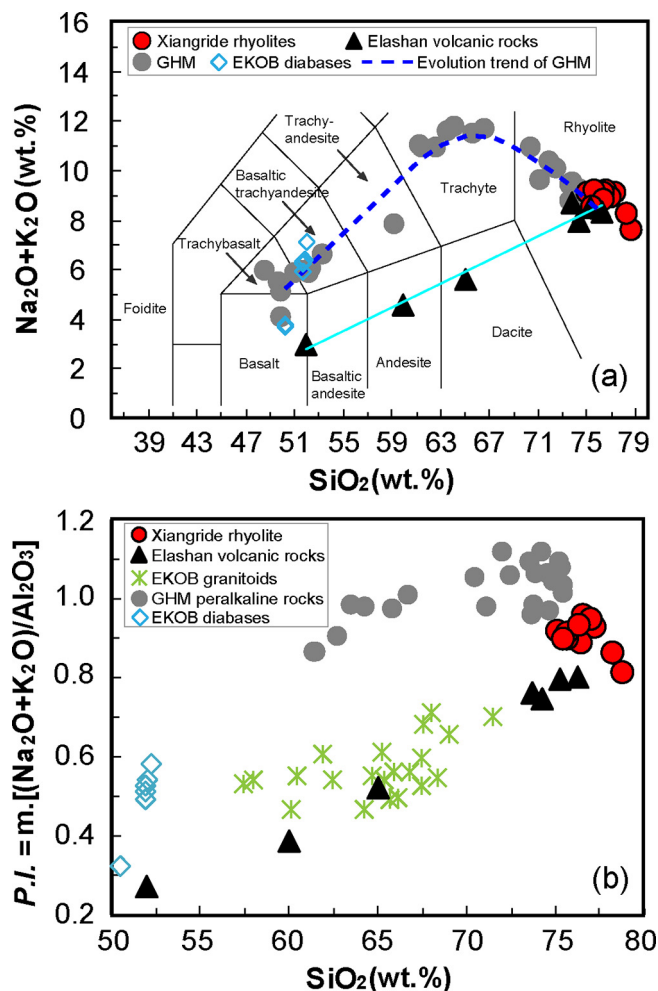 (a)
Xiangride rhyolites Elashan volcanic rocks
GHM EKOB diabases Evolution trend of GHM
Na₂O+K₂O(wt.%)
16
14
12
10
8
6
4
2
0
Trachy-
andesite
Rhyolite
Basaltic
trachyandesite
Trachyte
Trachybasalt
Foidite
Dacite
Basalt
Basaltic
andesite
Andesite
(a)
39 43 47 51 55 59 63 67 71 75 79
SiO₂(wt.%)
P.I. = m.[(Na₂O+K₂O)/Al₂O₃]
1.2
1.0
0.8
0.6
0.4
0.2
Xiangride rhyolite
Elashan volcanic rocks
EKOB granitoids
GHM peralkaline rocks
EKOB diabases
(b)
50 55 60 65 70 75 80
SiO₂(wt.%)